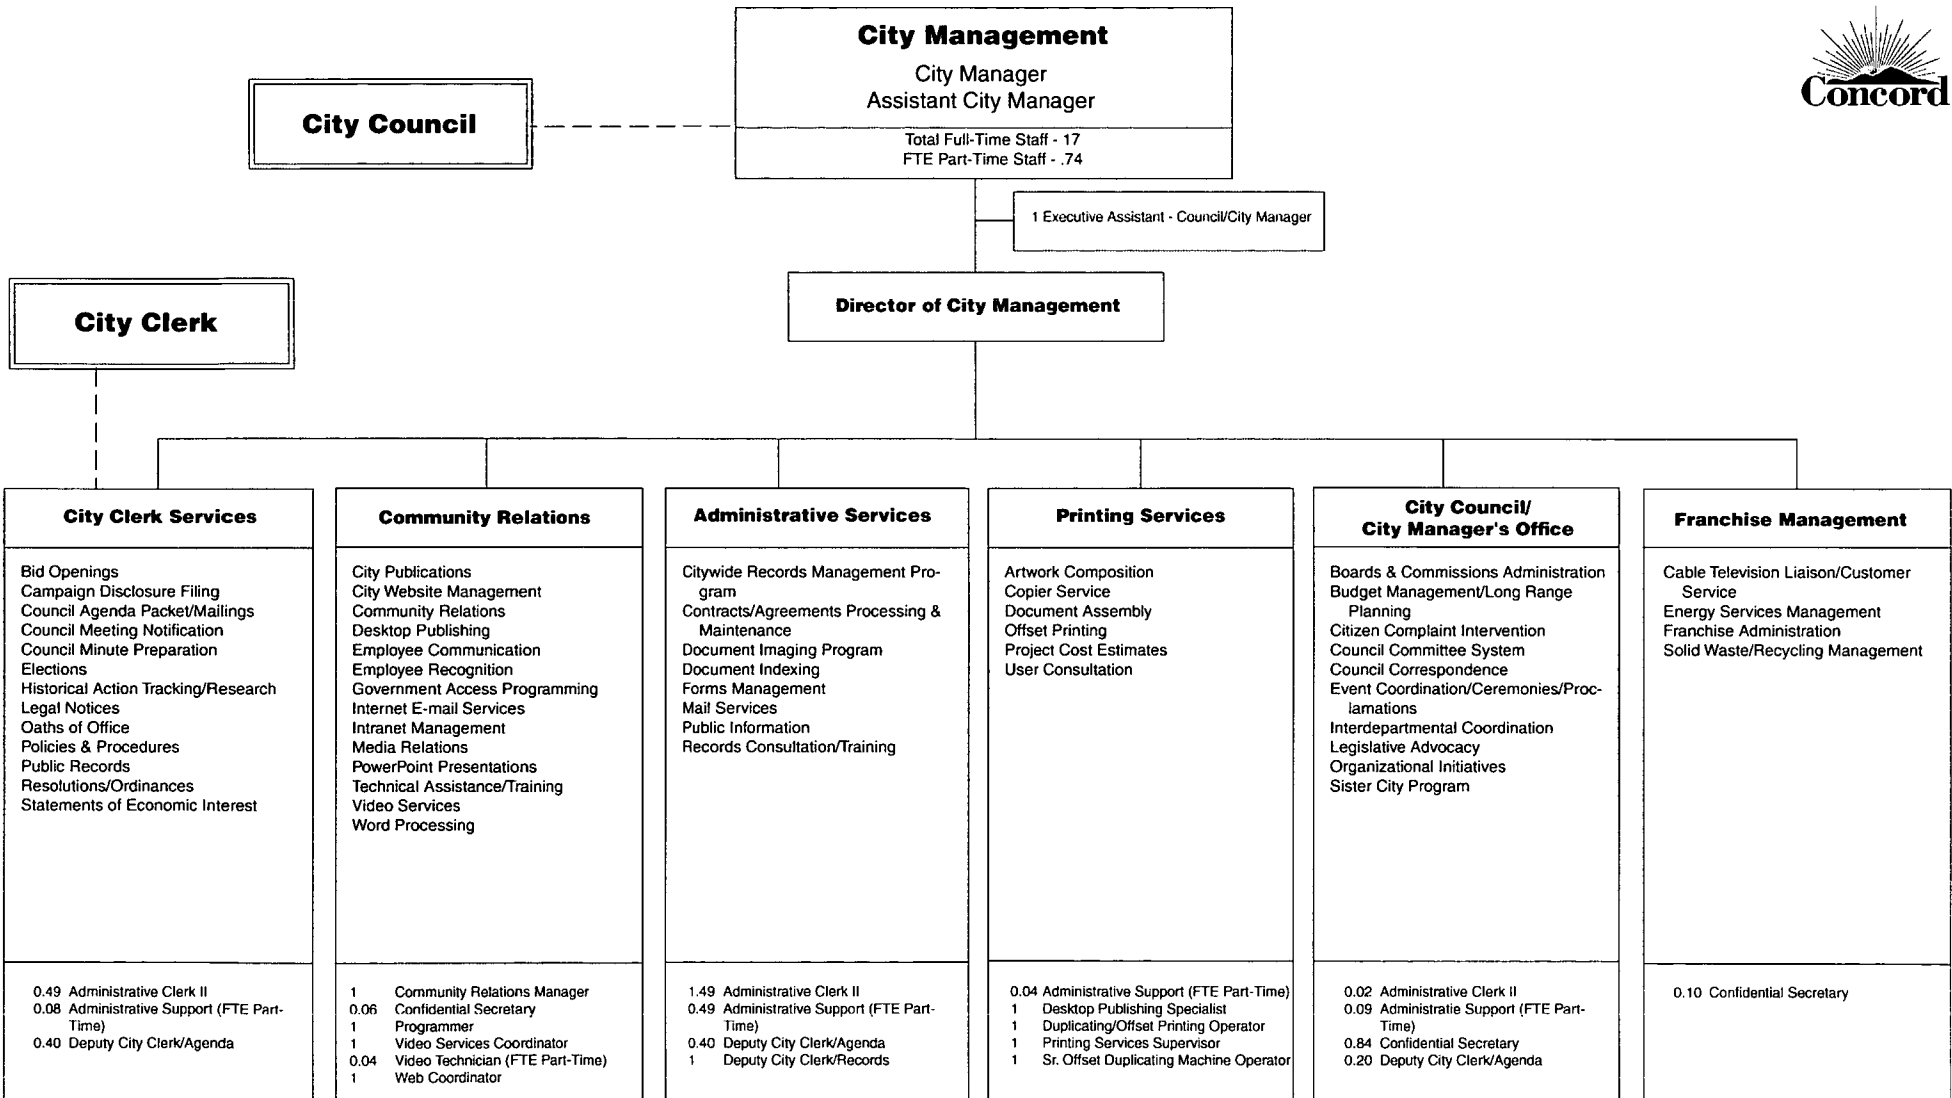 City Management
City Manager
Assistant City Manager
Total Full-Time Staff - 17
FTE Part-Time Staff - .74
Concord
City Council
1 Executive Assistant - Council/City Manager
Director of City Management
City Clerk
City Clerk Services
Bid Openings
Campaign Disclosure Filing
Council Agenda Packet/Mailings
Council Meeting Notification
Council Minute Preparation
Elections
Historical Action Tracking/Research
Legal Notices
Oaths of Office
Policies & Procedures
Public Records
Resolutions/Ordinances
Statements of Economic Interest
0.49 Administrative Clerk II
0.08 Administrative Support (FTE Part-
Time)
0.40 Deputy City Clerk/Agenda
Community Relations
City Publications
City Website Management
Community Relations
Desktop Publishing
Employee Communication
Employee Recognition
Government Access Programming
Internet E-mail Services
Intranet Management
Media Relations
PowerPoint Presentations
Technical Assistance/Training
Video Services
Word Processing
1 Community Relations Manager
0.06 Confidential Secretary
1 Programmer
1 Video Services Coordinator
0.04 Video Technician (FTE Part-Time)
1 Web Coordinator
Administrative Services
Citywide Records Management Pro-
gram
Contracts/Agreements Processing &
Maintenance
Document Imaging Program
Document Indexing
Forms Management
Mail Services
Public Information
Records Consultation/Training
1.49 Administrative Clerk II
0.49 Administrative Support (FTE Part-
Time)
0.40 Deputy City Clerk/Agenda
1 Deputy City Clerk/Records
Printing Services
Artwork Composition
Copier Service
Document Assembly
Offset Printing
Project Cost Estimates
User Consultation
0.04 Administrative Support (FTE Part-Time)
1 Desktop Publishing Specialist
1 Duplicating/Offset Printing Operator
1 Printing Services Supervisor
1 Sr. Offset Duplicating Machine Operator
City Council/
City Manager's Office
Boards & Commissions Administration
Budget Management/Long Range
Planning
Citizen Complaint Intervention
Council Committee System
Council Correspondence
Event Coordination/Ceremonies/Proc-
lamations
Interdepartmental Coordination
Legislative Advocacy
Organizational Initiatives
Sister City Program
0.02 Administrative Clerk II
0.09 Administratie Support (FTE Part-
Time)
0.84 Confidential Secretary
0.20 Deputy City Clerk/Agenda
Franchise Management
Cable Television Liaison/Customer
Service
Energy Services Management
Franchise Administration
Solid Waste/Recycling Management
0.10 Confidential Secretary